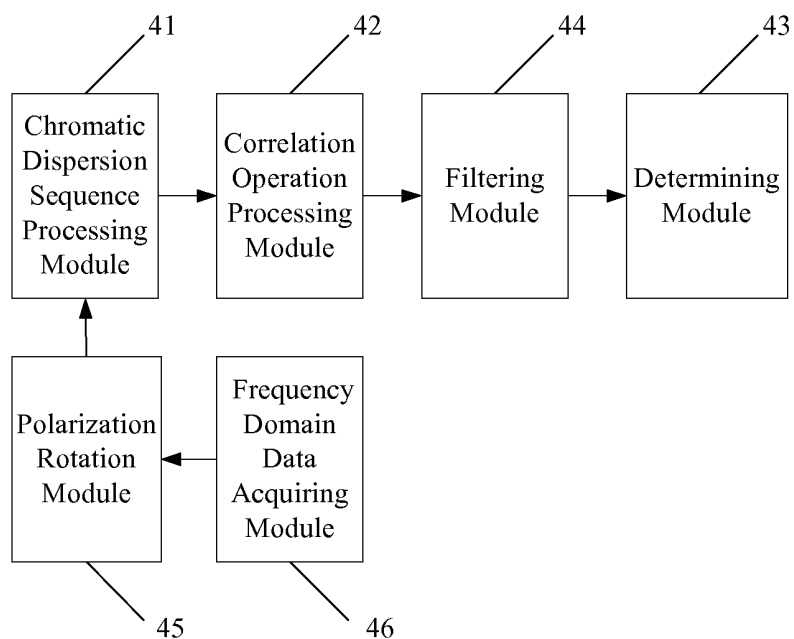 41
42
44
43
Chromatic
Dispersion
Sequence
Processing
Module
Correlation
Operation
Processing
Module
Filtering
Module
Determining
Module
Polarization
Rotation
Module
Frequency
Domain
Data
Acquiring
Module
45
46